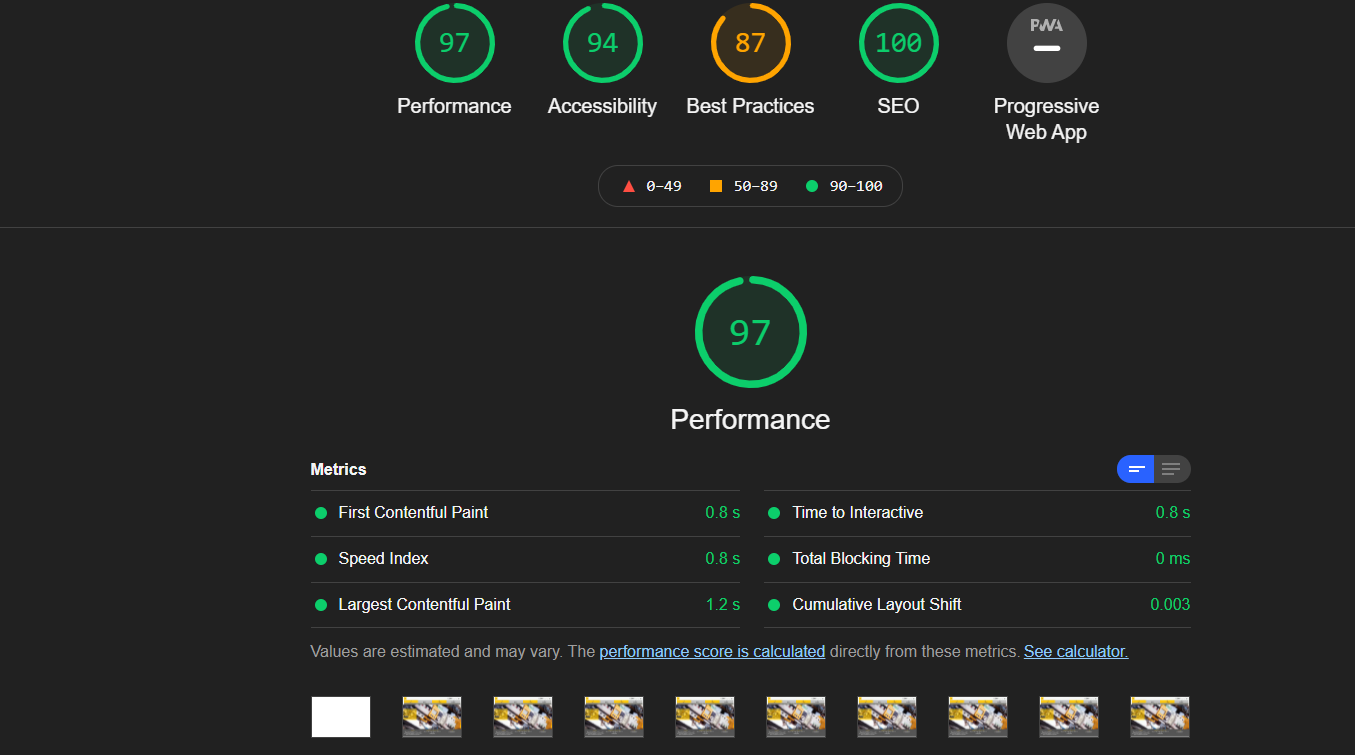 97 94 87 100 PWA
Performance Accessibility Best Practices SEO Progressive
Web App
0–49 50–89 90–100
97
Performance
Metrics
First Contentful Paint 0.8 s Time to Interactive 0.8 s
Speed Index 0.8 s Total Blocking Time 0 ms
Largest Contentful Paint 1.2 s Cumulative Layout Shift 0.003
Values are estimated and may vary. The performance score is calculated directly from these metrics. See calculator.